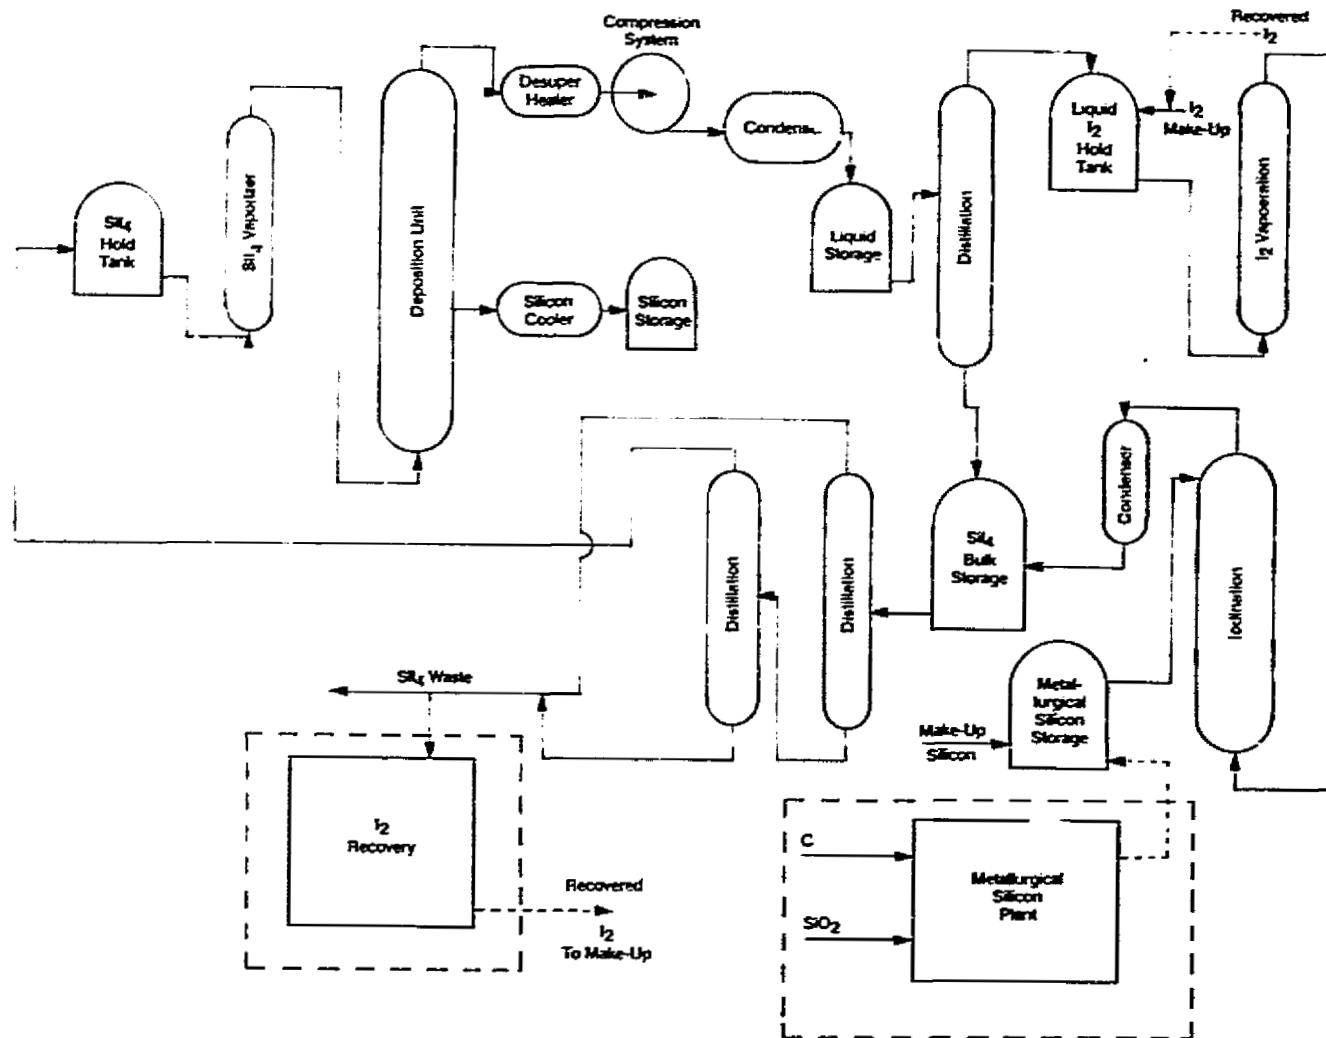 Compression
System
Recovered
I₂
Desuper
Heater
Condens
Liquid
I₂
Hold
Tank
I₂
Make-Up
SiI₄
Hold
Tank
SiI₄ Vaporizer
Deposition Unit
Liquid
Storage
Distillation
I₂ Vaporation
Silicon
Cooler
Silicon
Storage
Condenser
Distillation
Distillation
SiI₄
Bulk
Storage
Iodination
SiI₄ Waste
Metal-
lurgical
Silicon
Storage
Make-Up
Silicon
I₂
Recovery
C
Metallurgical
Silicon
Plant
SiO₂
Recovered
I₂
To Make-Up